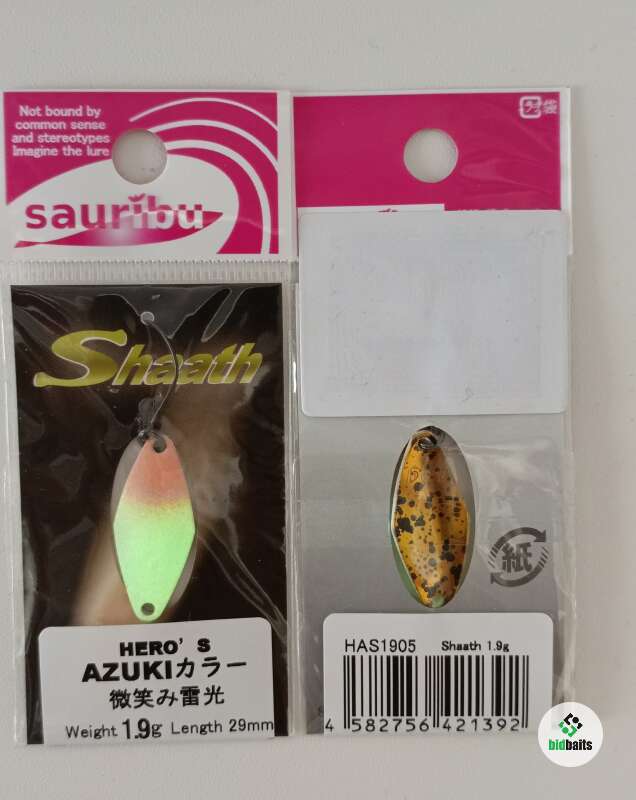 Not bound by
common sense
and stereotypes
Imagine the lure
sauribu
Shaath
HERO'S
AZUKIカラー
微笑み雷光
Weight 1.9g Length 29mm
袋
紙
HAS1905 Shaath 1.9g
4 582756 421392
bidbaits